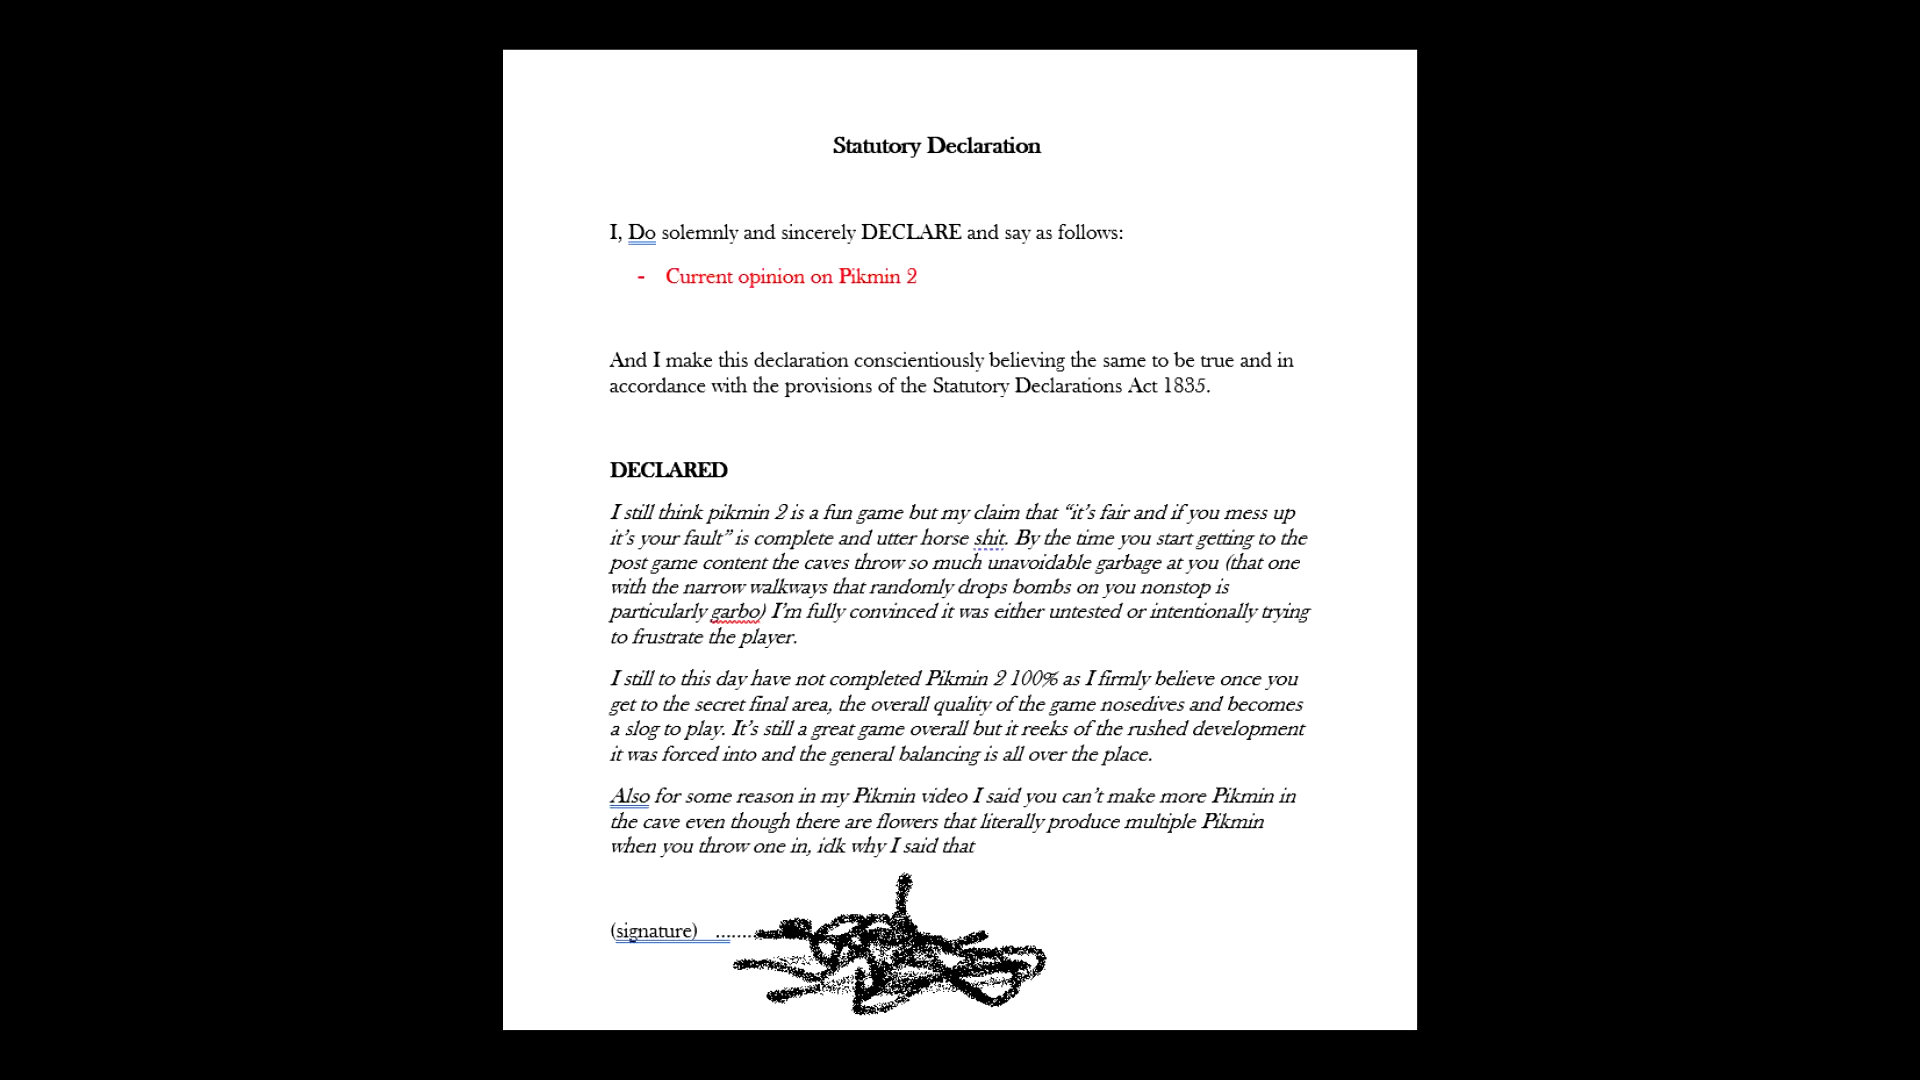 Statutory Declaration
I, Do solemnly and sincerely DECLARE and say as follows:
- Current opinion on Pikmin 2
And I make this declaration conscientiously believing the same to be true and in
accordance with the provisions of the Statutory Declarations Act 1835.
DECLARED
I still think pikmin 2 is a fun game but my claim that “it’s fair and if you mess up
it’s your fault” is complete and utter horse shit. By the time you start getting to the
post game content the caves throw so much unavoidable garbage at you (that one
with the narrow walkways that randomly drops bombs on you nonstop is
particularly garbo) I’m fully convinced it was either untested or intentionally trying
to frustrate the player.
I still to this day have not completed Pikmin 2 100% as I firmly believe once you
get to the secret final area, the overall quality of the game nosedives and becomes
a slog to play. It’s still a great game overall but it reeks of the rushed development
it was forced into and the general balancing is all over the place.
Also for some reason in my Pikmin video I said you can’t make more Pikmin in
the cave even though there are flowers that literally produce multiple Pikmin
when you throw one in, idk why I said that
(signature) ........